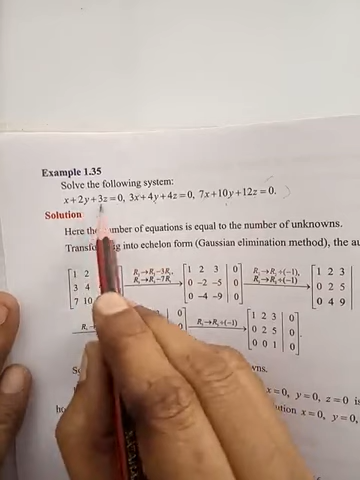 Example 1.35
Solve the following system:
x + 2y + 3z = 0, 3x + 4y + 4z = 0, 7x + 10y + 12z = 0.
Solution
Here the number of equations is equal to the number of unknowns.
into echelon form (Gaussian elimination method), the
1 2 R₂→R₂−3R₁, 1 2 3 | 0 R₂→R₂÷(−1), 1 2 3
3 4 R₃→R₃−7R₁ 0 −2 −5 | 0 R₃→R₃÷(−1) 0 2 5
7 10 0 −4 −9 | 0 0 4 9
0 R₃→R₃÷(−1) 1 2 3 | 0
0 0 2 5 | 0
0 0 1 | 0
x = 0, y = 0, z = 0 is
x = 0, y = 0,